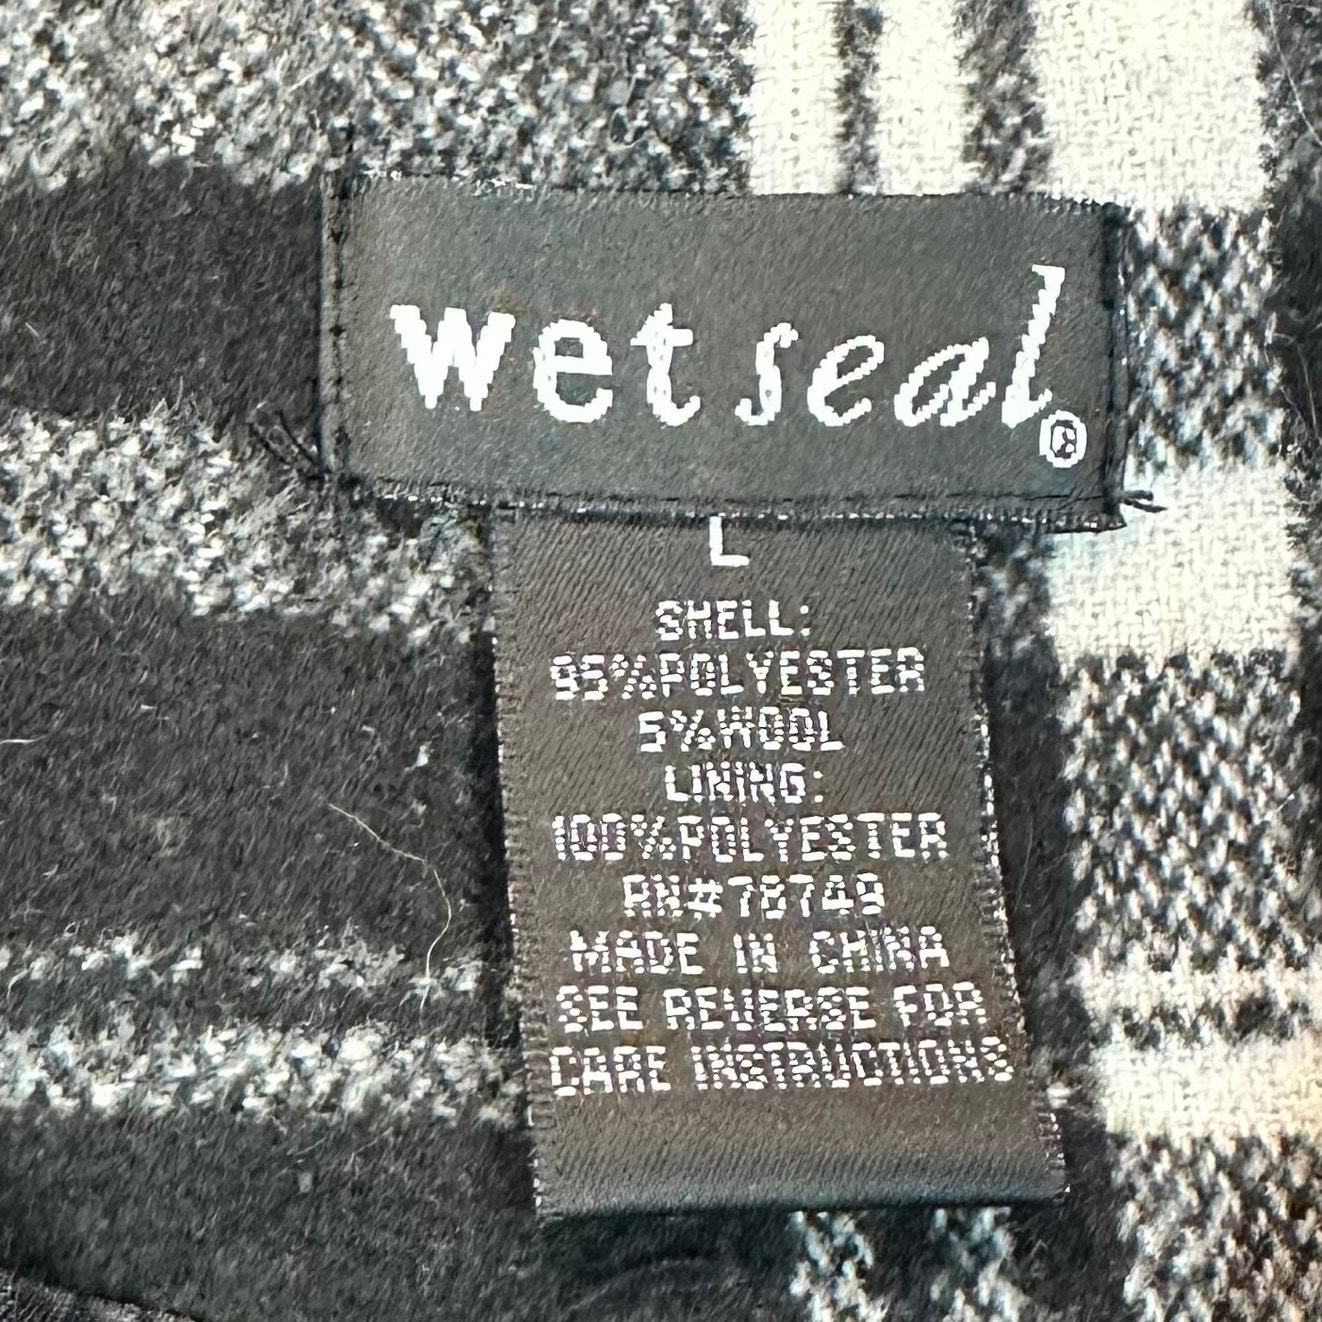 wet seal®
L
SHELL:
95%POLYESTER
5%WOOL
LINING:
100%POLYESTER
RN#78749
MADE IN CHINA
SEE REVERSE FOR
CARE INSTRUCTIONS